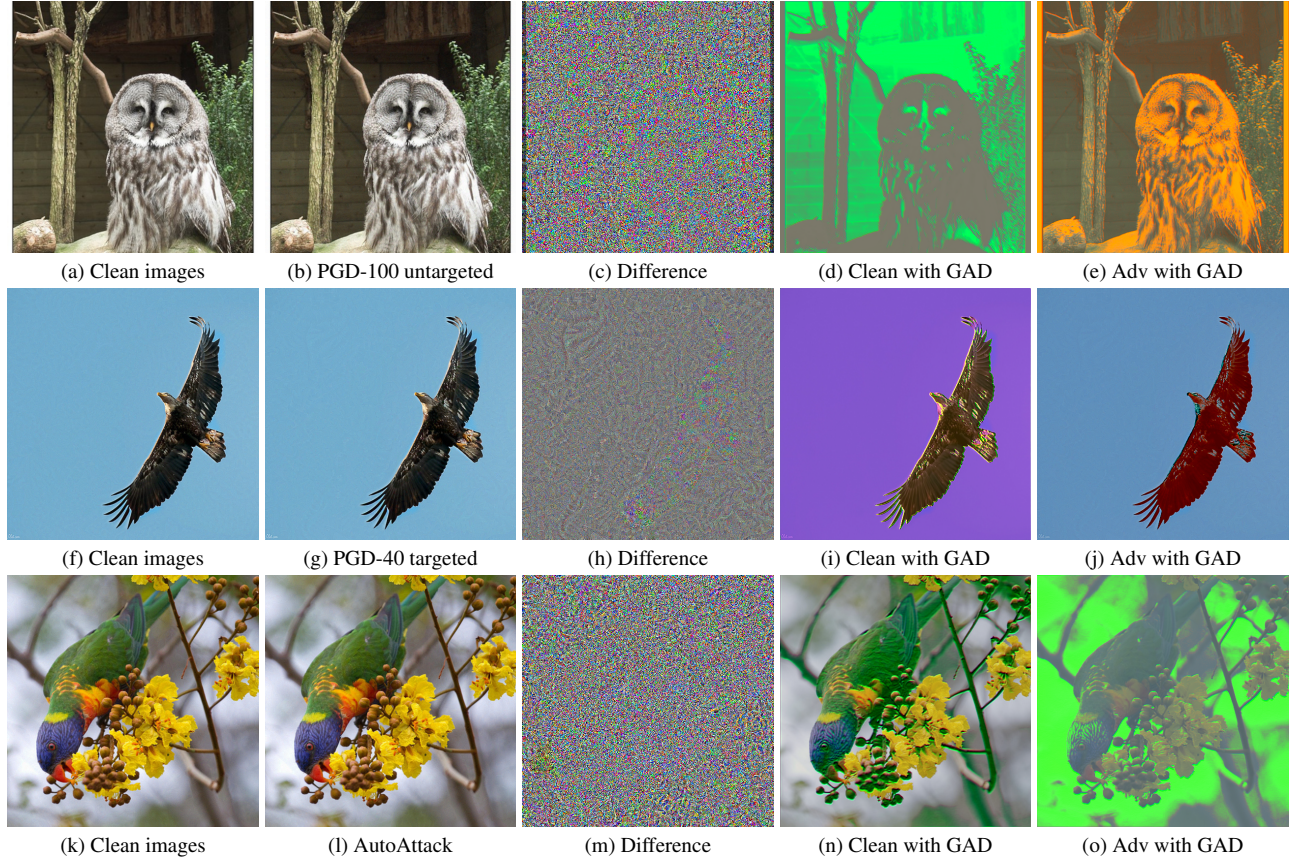 (a) Clean images
(b) PGD-100 untargeted
(c) Difference
(d) Clean with GAD
(e) Adv with GAD
(f) Clean images
(g) PGD-40 targeted
(h) Difference
(i) Clean with GAD
(j) Adv with GAD
(k) Clean images
(l) AutoAttack
(m) Difference
(n) Clean with GAD
(o) Adv with GAD